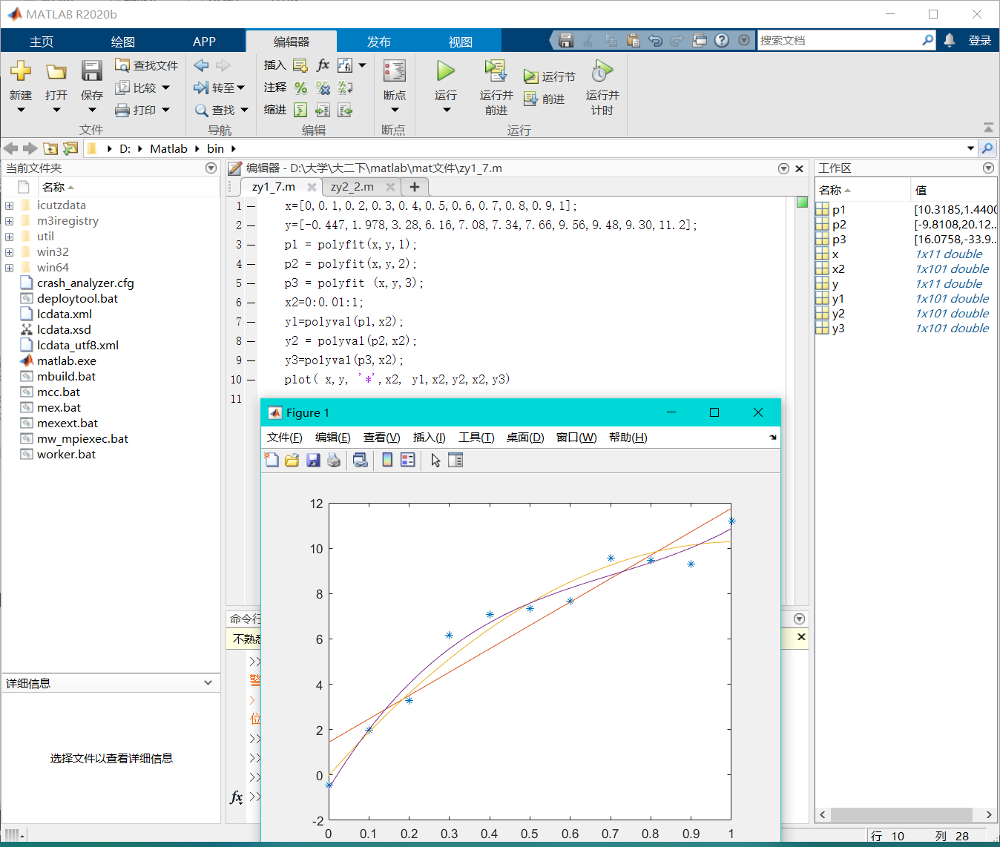 MATLAB R2020b
主页 绘图 APP 编辑器 发布 视图 搜索文档 登录
新建 打开 保存 查找文件 比较 打印 转至 查找 插入 fx 注释 缩进 断点 运行 运行并前进 运行节 前进 运行并计时
文件 导航 编辑 断点 运行
D: Matlab bin
当前文件夹
名称
icutzdata
m3iregistry
util
win32
win64
crash_analyzer.cfg
deploytool.bat
lcdata.xml
lcdata.xsd
lcdata_utf8.xml
matlab.exe
mbuild.bat
mcc.bat
mex.bat
mexext.bat
mw_mpiexec.bat
worker.bat
详细信息
选择文件以查看详细信息
编辑器 - D:\大学\大二下\matlab\mat文件\zy1_7.m
zy1_7.m zy2_2.m
1 x=[0,0.1,0.2,0.3,0.4,0.5,0.6,0.7,0.8,0.9,1];
2 y=[-0.447,1.978,3.28,6.16,7.08,7.34,7.66,9.56,9.48,9.30,11.2];
3 p1 = polyfit(x,y,1);
4 p2 = polyfit(x,y,2);
5 p3 = polyfit (x,y,3);
6 x2=0:0.01:1;
7 y1=polyval(p1,x2);
8 y2 = polyval(p2,x2);
9 y3=polyval(p3,x2);
10 plot( x,y, '*',x2, y1,x2,y2,x2,y3)
11
命令行
不熟悉
>>
警
>
位
>>
>>
>>
fx >>
Figure 1
文件(F) 编辑(E) 查看(V) 插入(I) 工具(T) 桌面(D) 窗口(W) 帮助(H)
12
10
8
6
4
2
0
-2
0 0.1 0.2 0.3 0.4 0.5 0.6 0.7 0.8 0.9 1
工作区
名称 值
p1 [10.3185,1.4400
p2 [-9.8108,20.12...
p3 [16.0758,-33.9...
x 1x11 double
x2 1x101 double
y 1x11 double
y1 1x101 double
y2 1x101 double
y3 1x101 double
行 10 列 28